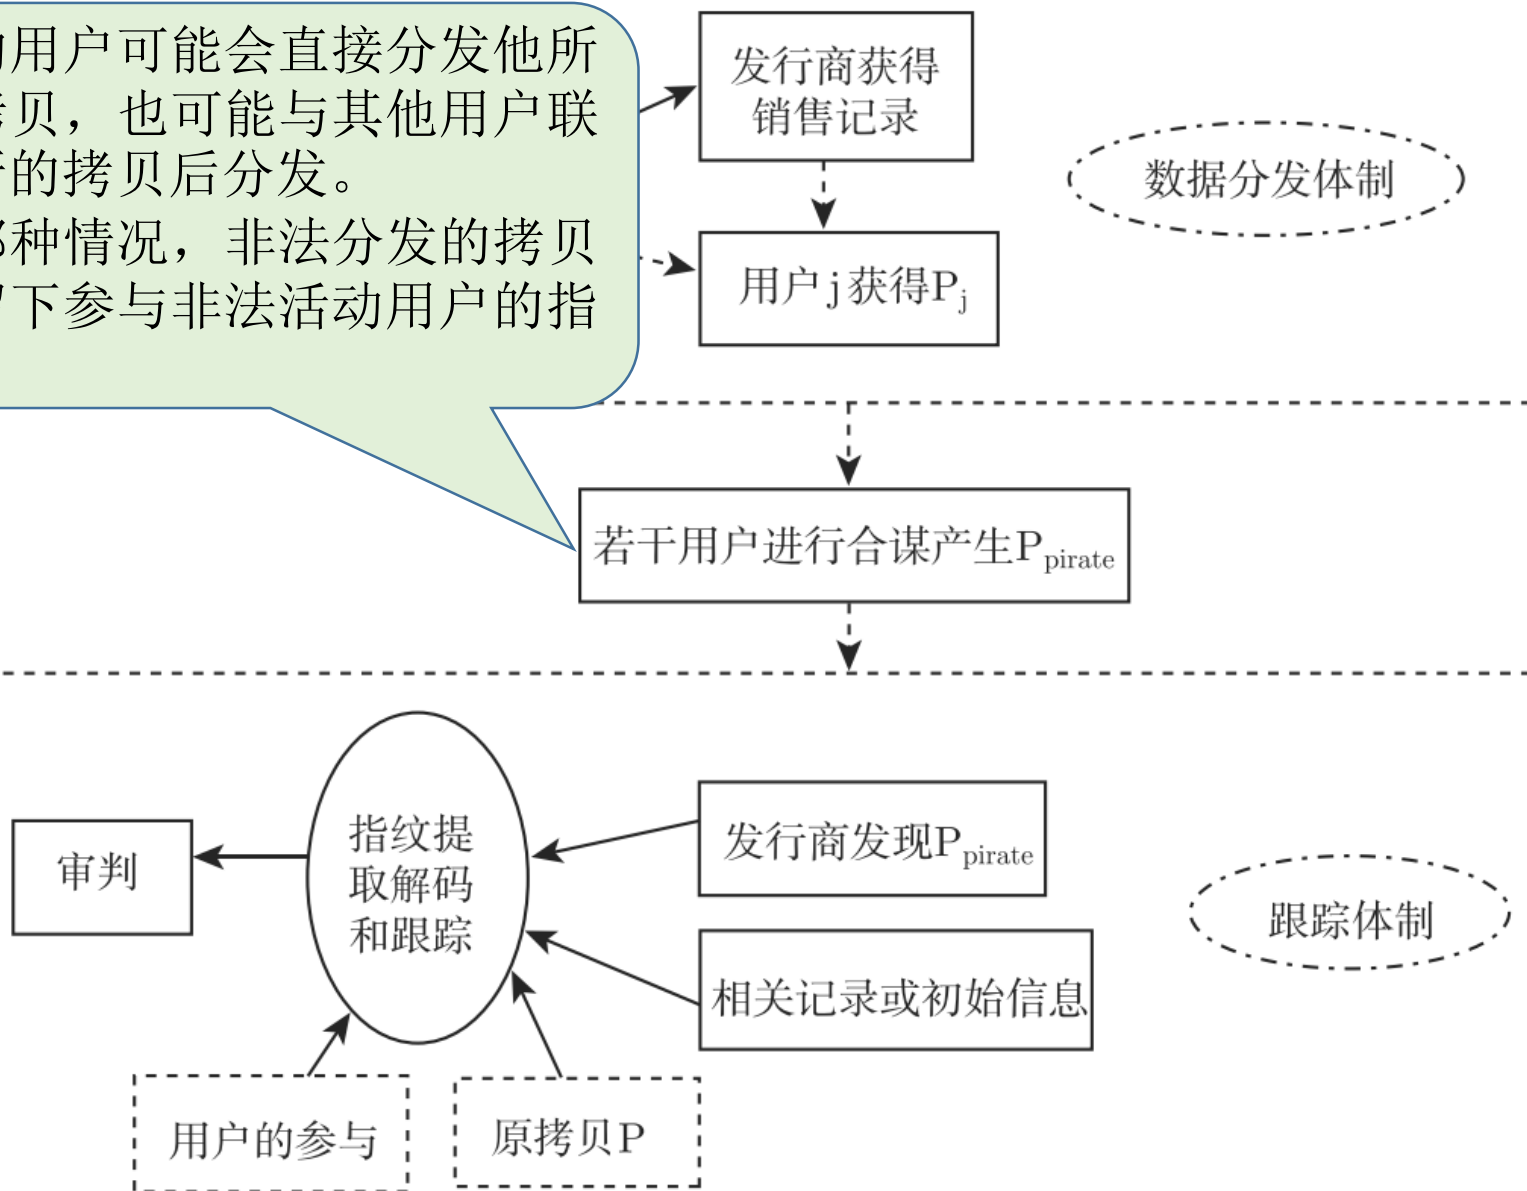 用户可能会直接分发他所
贝，也可能与其他用户联
的拷贝后分发。
种情况，非法分发的拷贝
下参与非法活动用户的指
发行商获得
销售记录
数据分发体制
用户j获得Pj
若干用户进行合谋产生Ppirate
指纹提
取解码
和跟踪
审判
发行商发现Ppirate
相关记录或初始信息
跟踪体制
用户的参与
原拷贝P